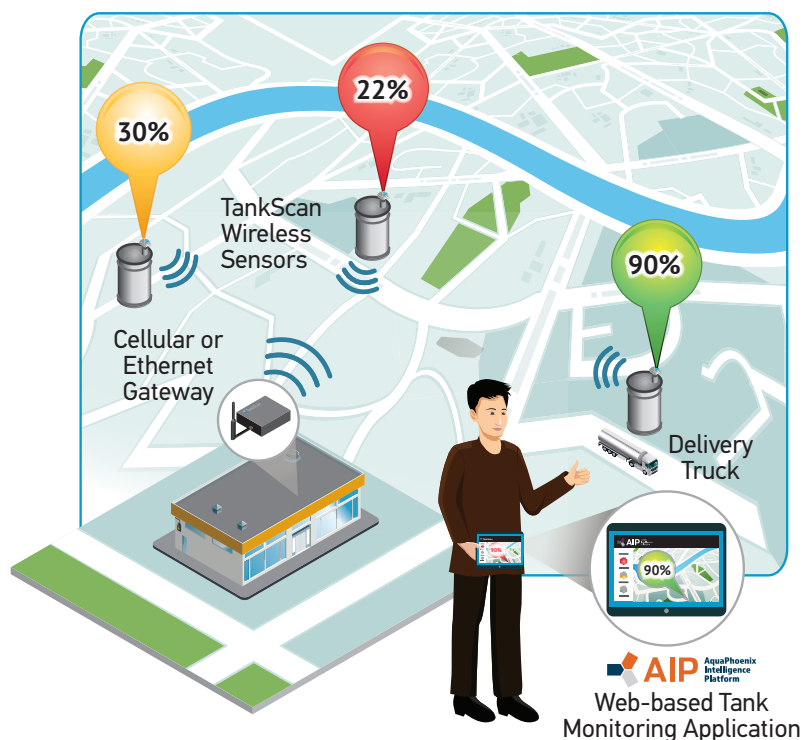 22%
30%
TankScan
Wireless
Sensors
90%
Cellular or
Ethernet
Gateway
Delivery
Truck
90%
AIP
90%
AIP AquaPhoenix
Intelligence
Platform
Web-based Tank
Monitoring Application